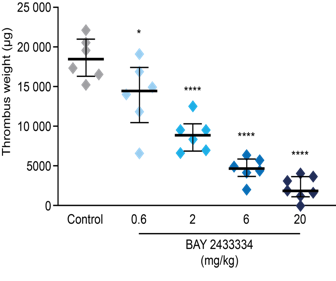 Thrombus weight (µg)
25 000
20 000
15 000
10 000
5000
0
*
****
****
****
Control 0.6 2 6 20
BAY 2433334
(mg/kg)